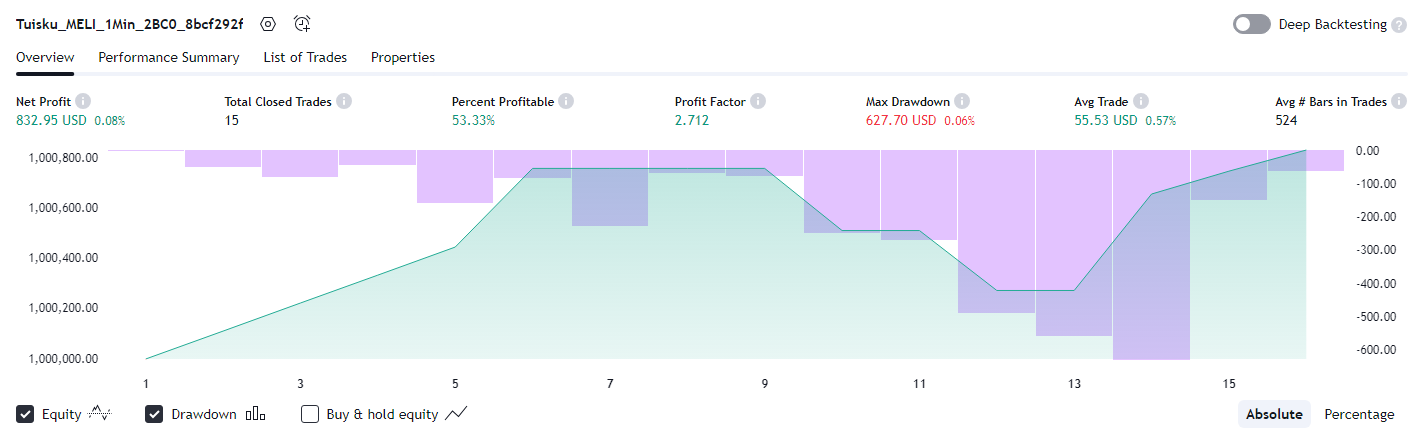 Tuisku_MELI_1Min_2BC0_8bcf292f Deep Backtesting ?
Overview Performance Summary List of Trades Properties
Net Profit i Total Closed Trades i Percent Profitable i Profit Factor i Max Drawdown i Avg Trade i Avg # Bars in Trades i
832.95 USD 0.08% 15 53.33% 2.712 627.70 USD 0.06% 55.53 USD 0.57% 524
1,000,800.00 0.00
-100.00
1,000,600.00 -200.00
1,000,400.00 -300.00
-400.00
1,000,200.00 -500.00
1,000,000.00 -600.00
1 3 5 7 9 11 13 15
Equity Drawdown Buy & hold equity Absolute Percentage